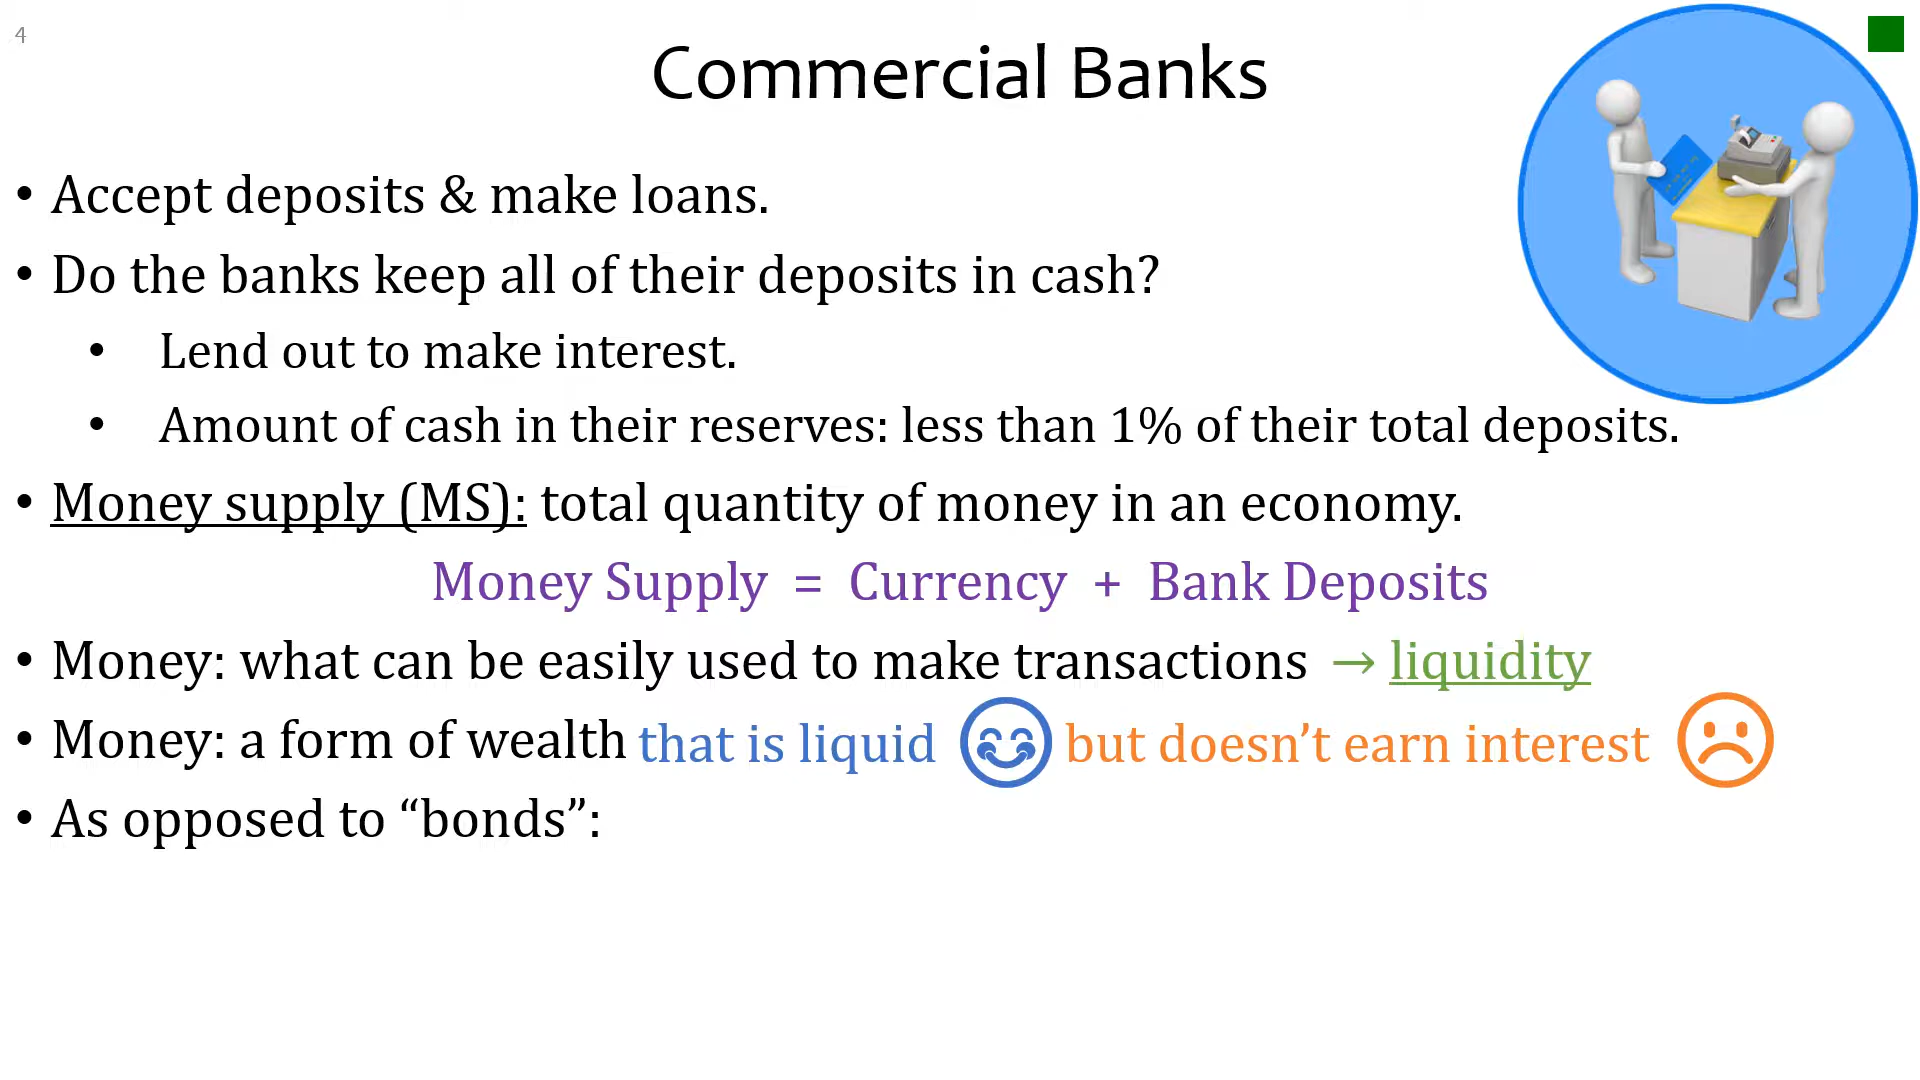 4
Commercial Banks
• Accept deposits & make loans.
• Do the banks keep all of their deposits in cash?
• Lend out to make interest.
• Amount of cash in their reserves: less than 1% of their total deposits.
• Money supply (MS): total quantity of money in an economy.
Money Supply = Currency + Bank Deposits
• Money: what can be easily used to make transactions → liquidity
• Money: a form of wealth that is liquid but doesn’t earn interest
• As opposed to “bonds”: